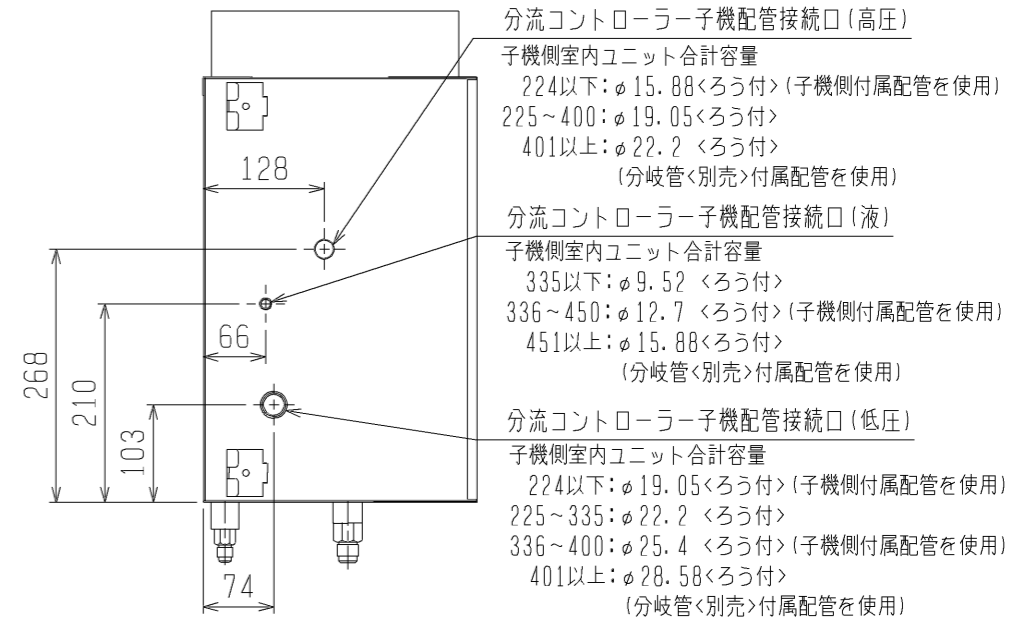 分流コントローラー子機配管接続口(高圧)
子機側室内ユニット合計容量
224以下:φ15.88<ろう付>(子機側付属配管を使用)
225~400:φ19.05<ろう付>
401以上:φ22.2 <ろう付>
(分岐管<別売>付属配管を使用)
128
分流コントローラー子機配管接続口(液)
子機側室内ユニット合計容量
335以下:φ9.52 <ろう付>
336~450:φ12.7 <ろう付>(子機側付属配管を使用)
451以上:φ15.88<ろう付>
(分岐管<別売>付属配管を使用)
66
268
210
103
分流コントローラー子機配管接続口(低圧)
子機側室内ユニット合計容量
224以下:φ19.05<ろう付>(子機側付属配管を使用)
225~335:φ22.2 <ろう付>
336~400:φ25.4 <ろう付>(子機側付属配管を使用)
401以上:φ28.58<ろう付>
(分岐管<別売>付属配管を使用)
74